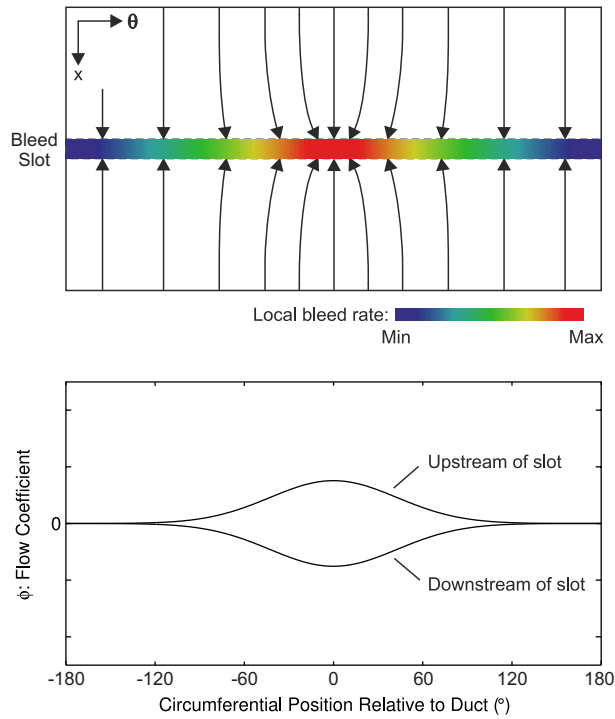 θ
x
Bleed
Slot
Local bleed rate:
Min
Max
Upstream of slot
Downstream of slot
0
ϕ: Flow Coefficient
-180
-120
-60
0
60
120
180
Circumferential Position Relative to Duct (°)